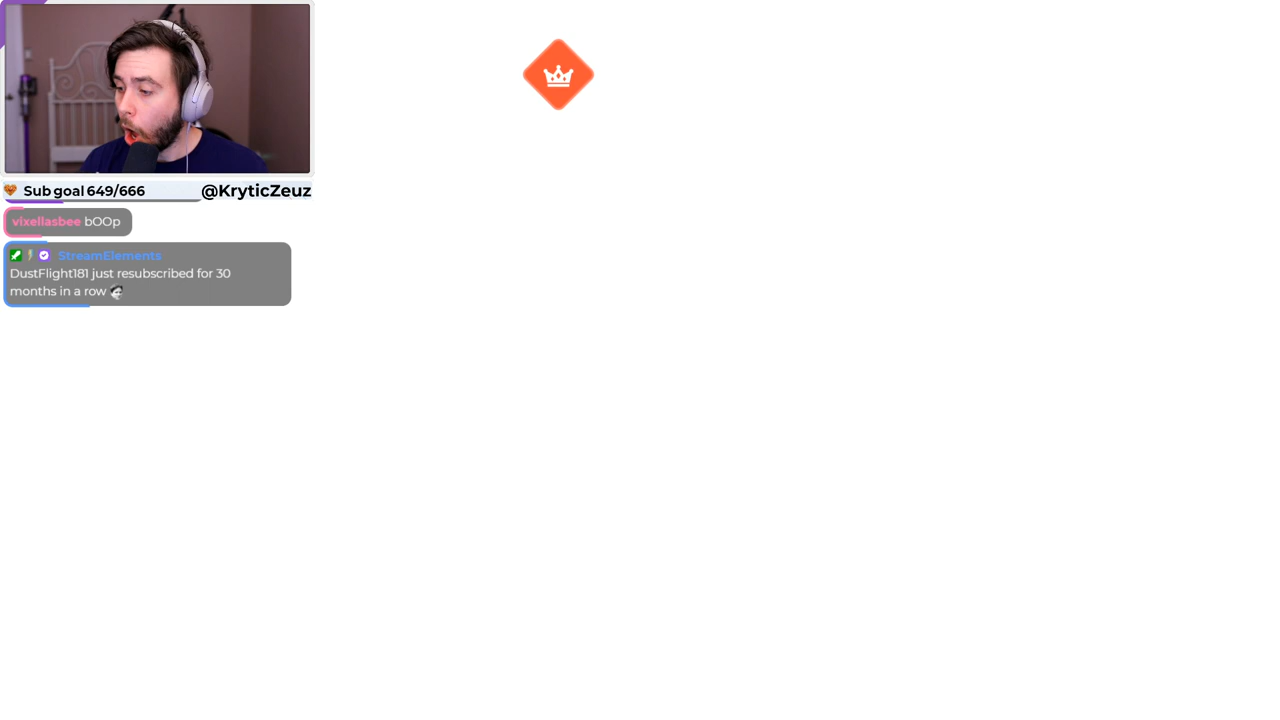 Sub goal 649/666
@KryticZeuz
vixellasbee bOOp
StreamElements
DustFlight181 just resubscribed for 30
months in a row